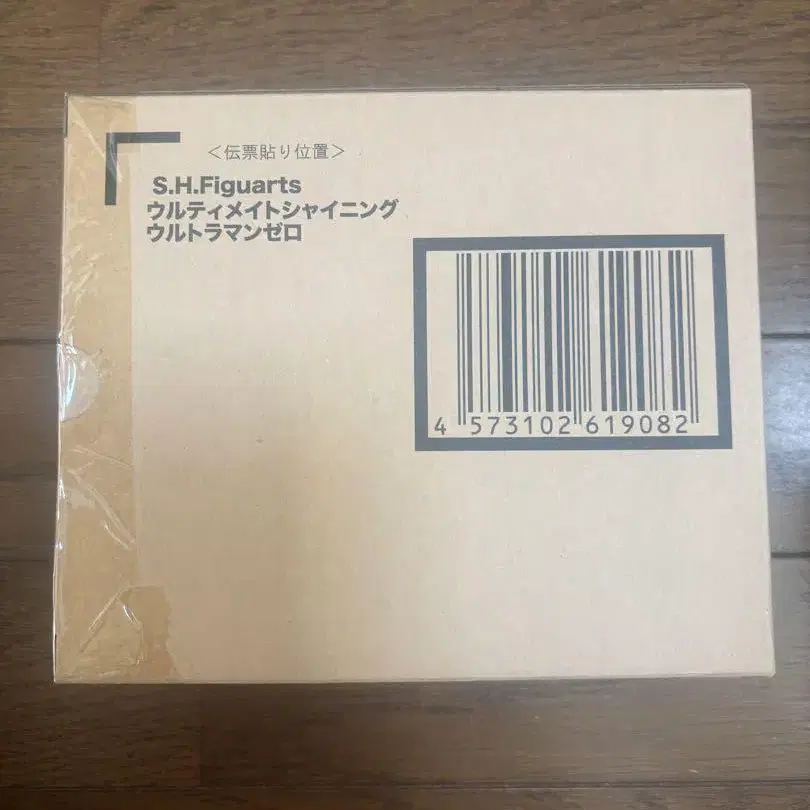 ＜伝票貼り位置＞
S.H.Figuarts
ウルティメイトシャイニング
ウルトラマンゼロ
4 573102 619082